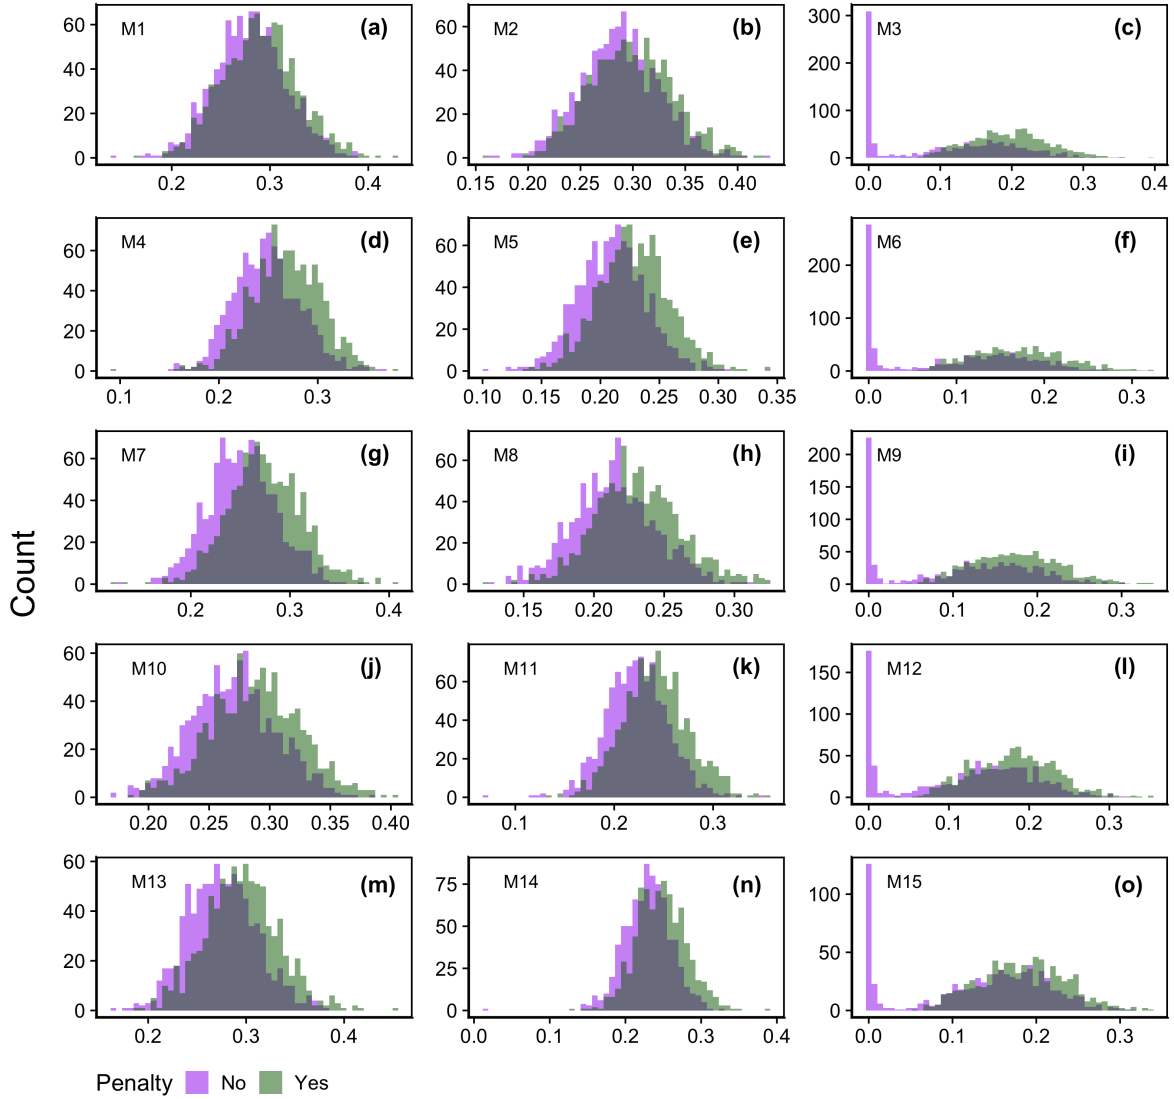 M1 (a)
60
40
20
0
0.2 0.3 0.4
M2 (b)
60
40
20
0
0.15 0.20 0.25 0.30 0.35 0.40
M3 (c)
300
200
100
0
0.0 0.1 0.2 0.3 0.4
M4 (d)
60
40
20
0
0.1 0.2 0.3
M5 (e)
60
40
20
0
0.10 0.15 0.20 0.25 0.30 0.35
M6 (f)
200
100
0
0.0 0.1 0.2 0.3
M7 (g)
60
40
20
0
0.2 0.3 0.4
M8 (h)
60
40
20
0
0.15 0.20 0.25 0.30
M9 (i)
200
150
100
50
0
0.0 0.1 0.2 0.3
Count
M10 (j)
60
40
20
0
0.20 0.25 0.30 0.35 0.40
M11 (k)
60
40
20
0
0.1 0.2 0.3
M12 (l)
150
100
50
0
0.0 0.1 0.2 0.3
M13 (m)
60
40
20
0
0.2 0.3 0.4
M14 (n)
75
50
25
0
0.0 0.1 0.2 0.3 0.4
M15 (o)
100
50
0
0.0 0.1 0.2 0.3
Penalty No Yes